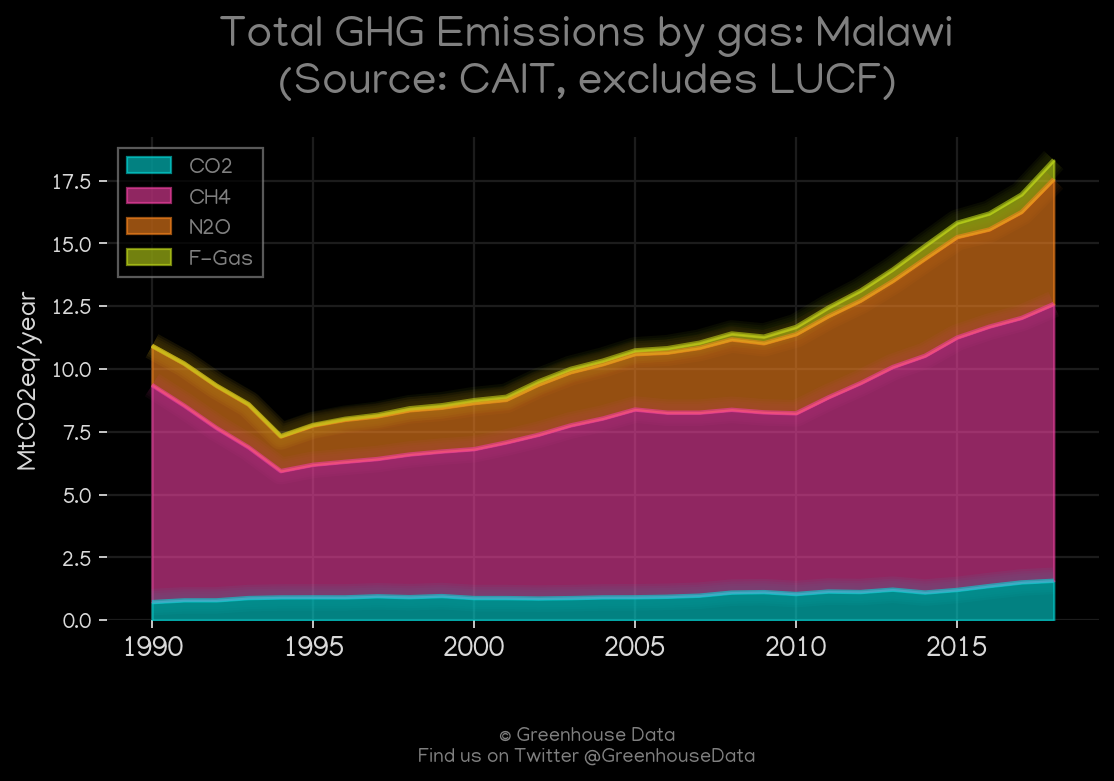 Total GHG Emissions by gas: Malawi
(Source: CAIT, excludes LUCF)
CO2
CH4
N2O
F-Gas
MtCO2eq/year
17.5
15.0
12.5
10.0
7.5
5.0
2.5
0.0
1990 1995 2000 2005 2010 2015
© Greenhouse Data
Find us on Twitter @GreenhouseData